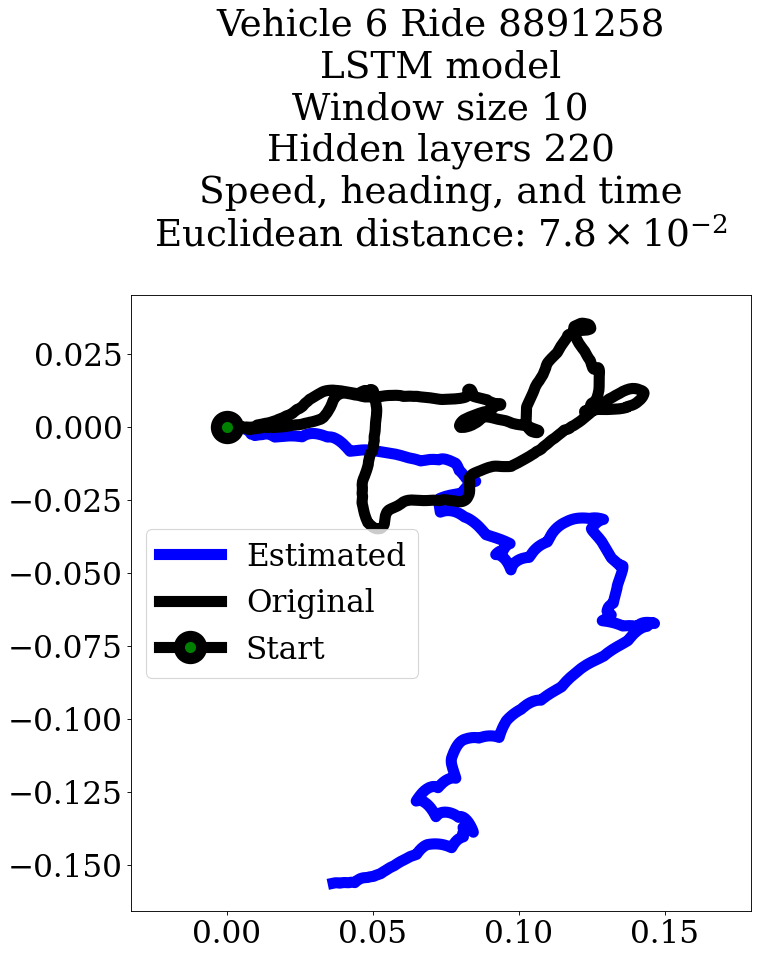 Vehicle 6 Ride 8891258
LSTM model
Window size 10
Hidden layers 220
Speed, heading, and time
Euclidean distance: 7.8 × 10⁻²
0.025
0.000
−0.025
−0.050
−0.075
−0.100
−0.125
−0.150
Estimated
Original
Start
0.00 0.05 0.10 0.15